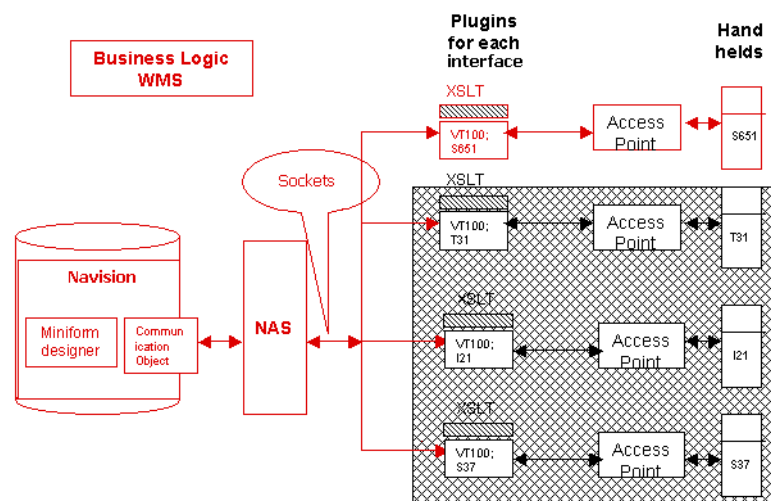 Plugins
for each
interface
Hand
helds
Business Logic
WMS
XSLT
VT100;
S651
Access
Point
S651
Sockets
XSLT
VT100;
T31
Access
Point
T31
Navision
Miniform
designer
Commun
ication
Object
NAS
XSLT
VT100;
I21
Access
Point
I21
XSLT
VT100;
S37
Access
Point
S37